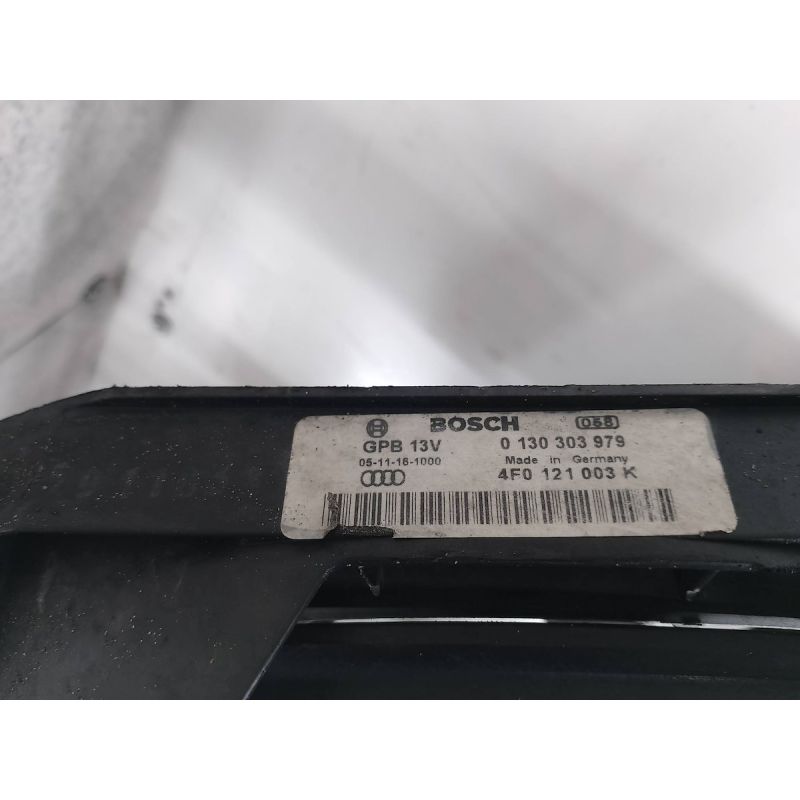 BOSCH 058
GPB 13V 0 130 303 979
05-11-16-1000 Made in Germany
4F0 121 003 K